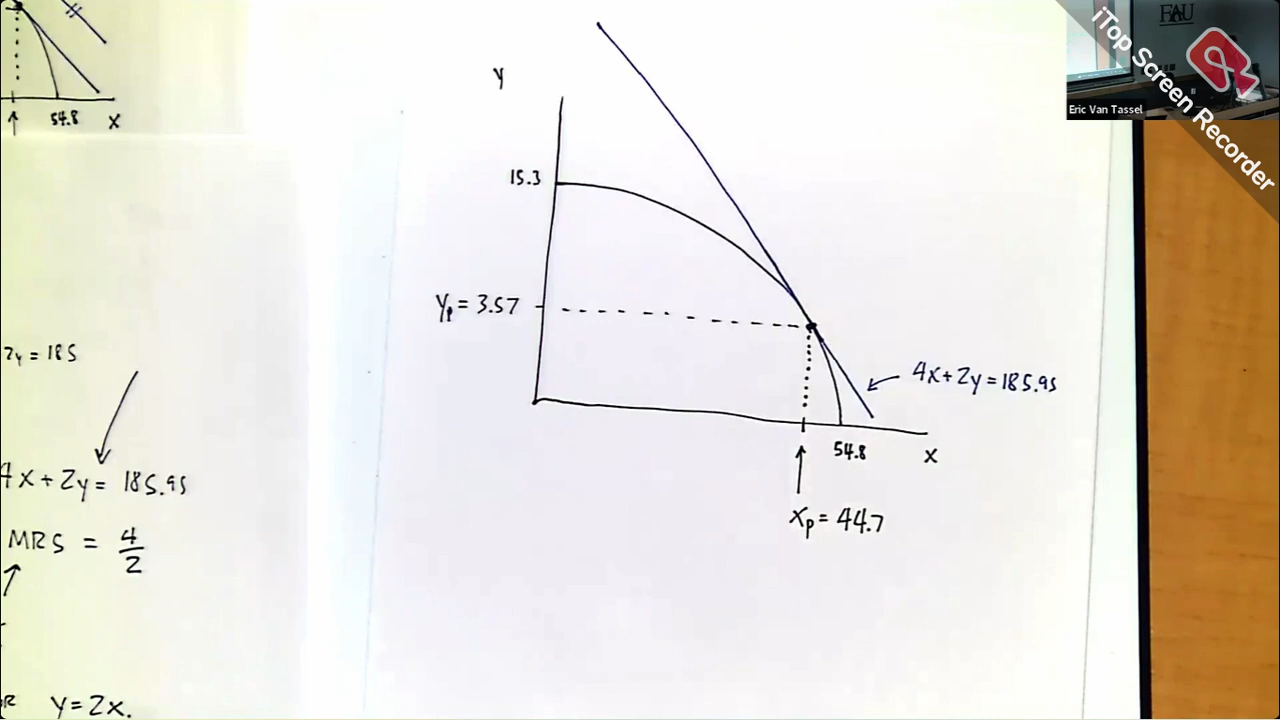 54.8
X
2y = 185
4x + 2y = 185.95
MRS = 4/2
y = 2x.
Y
15.3
Yp = 3.57
4x + 2y = 185.95
54.8
X
Xp = 44.7
FAU
Eric Van Tassel
iTop Screen Recorder